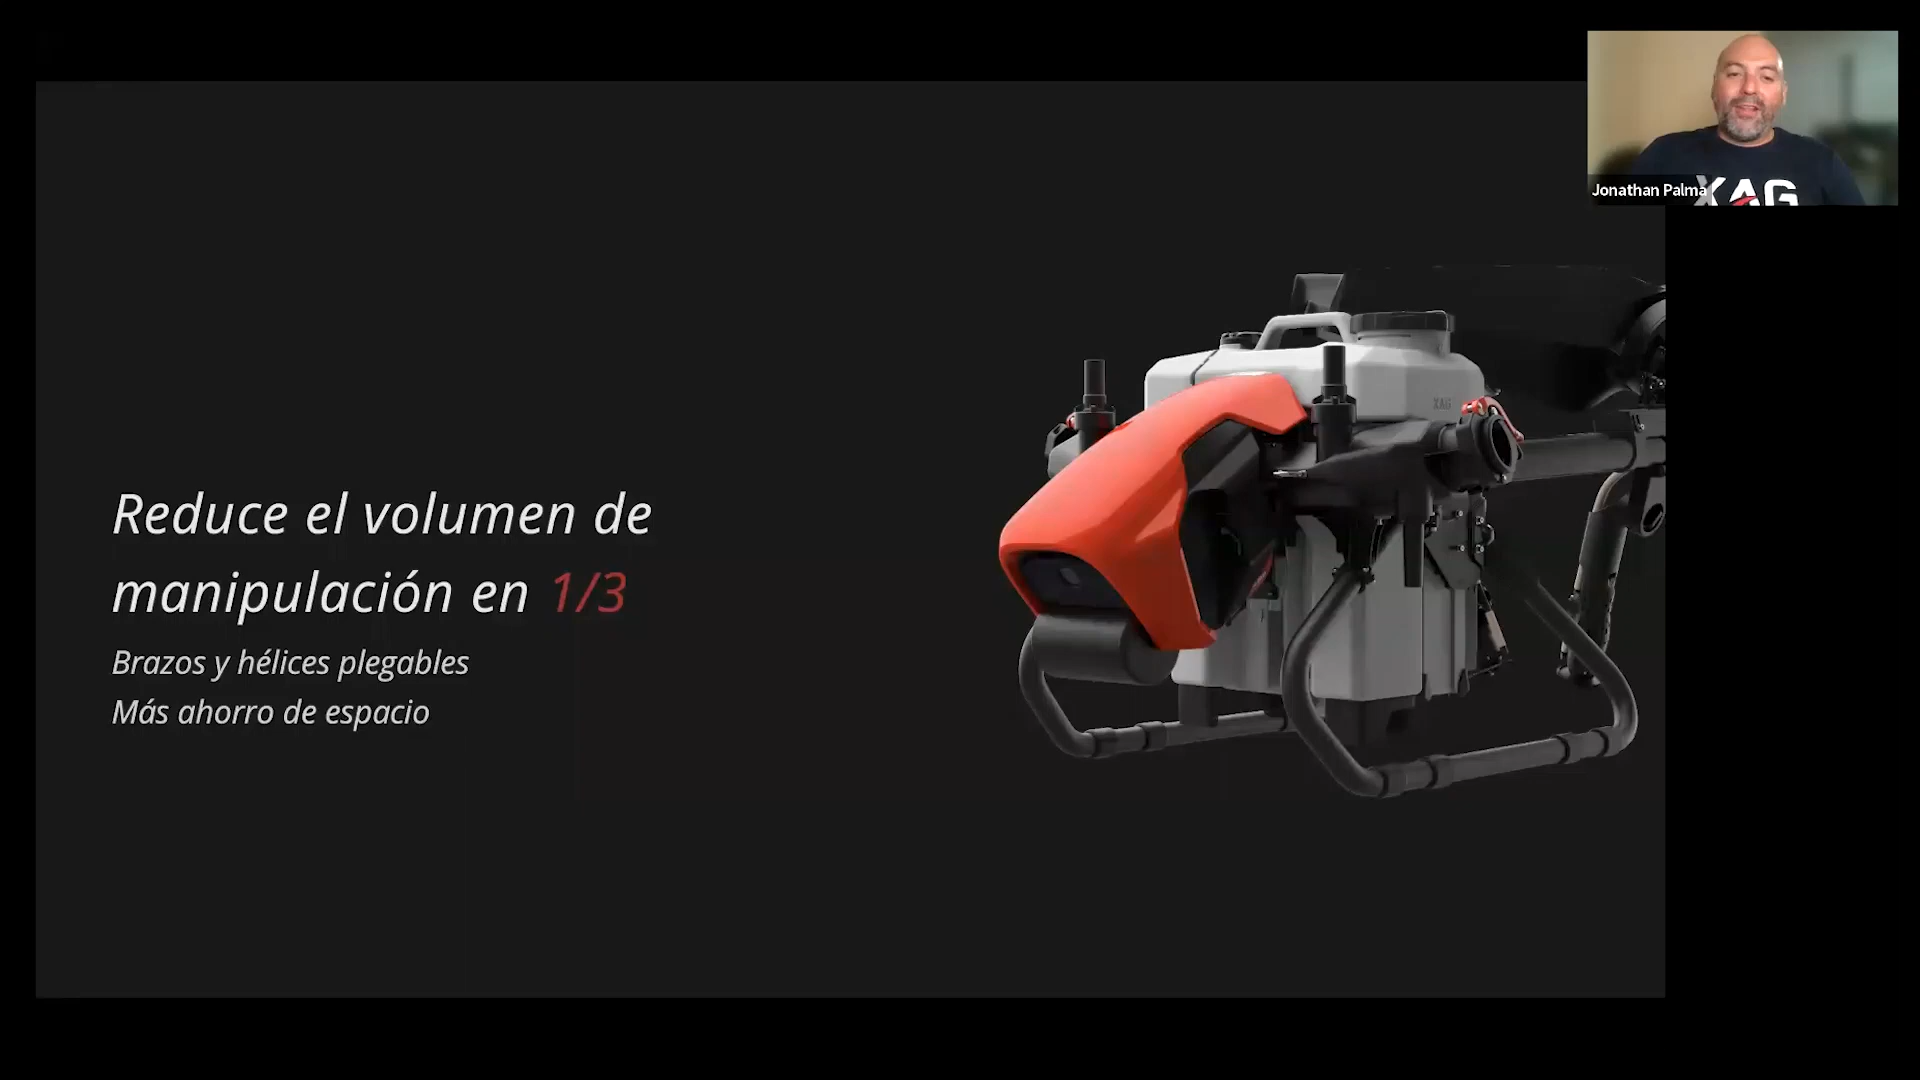 Jonathan Palma
XAG
XAG
Reduce el volumen de
manipulación en 1/3
Brazos y hélices plegables
Más ahorro de espacio